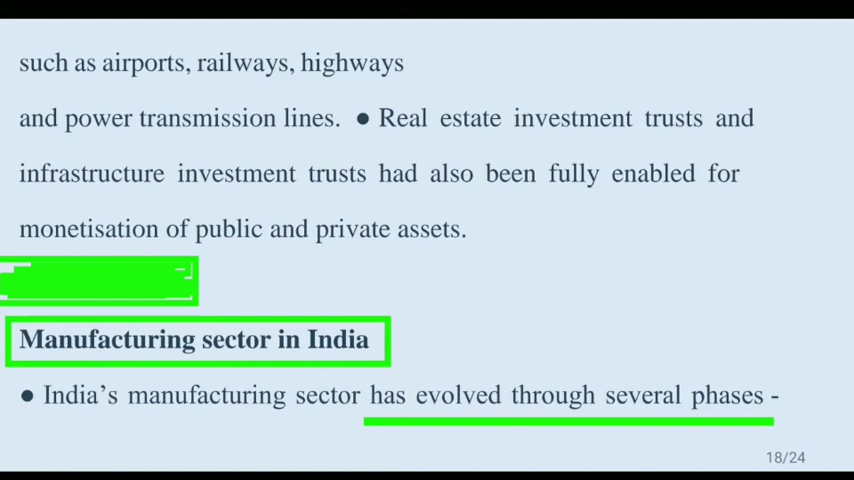 such as airports, railways, highways
and power transmission lines. ● Real estate investment trusts and
infrastructure investment trusts had also been fully enabled for
monetisation of public and private assets.
Manufacturing sector in India
● India’s manufacturing sector has evolved through several phases -
18/24